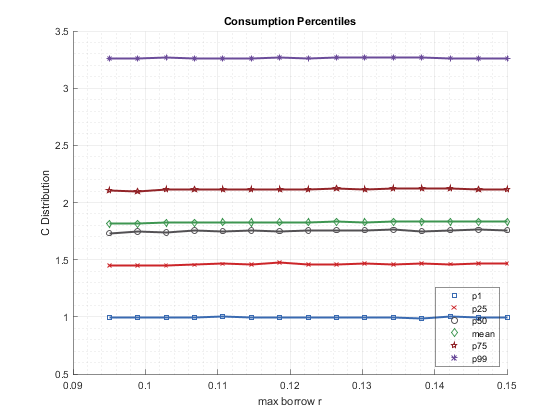 Consumption Percentiles
3.5
3
2.5
2
1.5
1
0.5
C Distribution
0.09
0.1
0.11
0.12
0.13
0.14
0.15
max borrow r
p1
p25
p50
mean
p75
p99